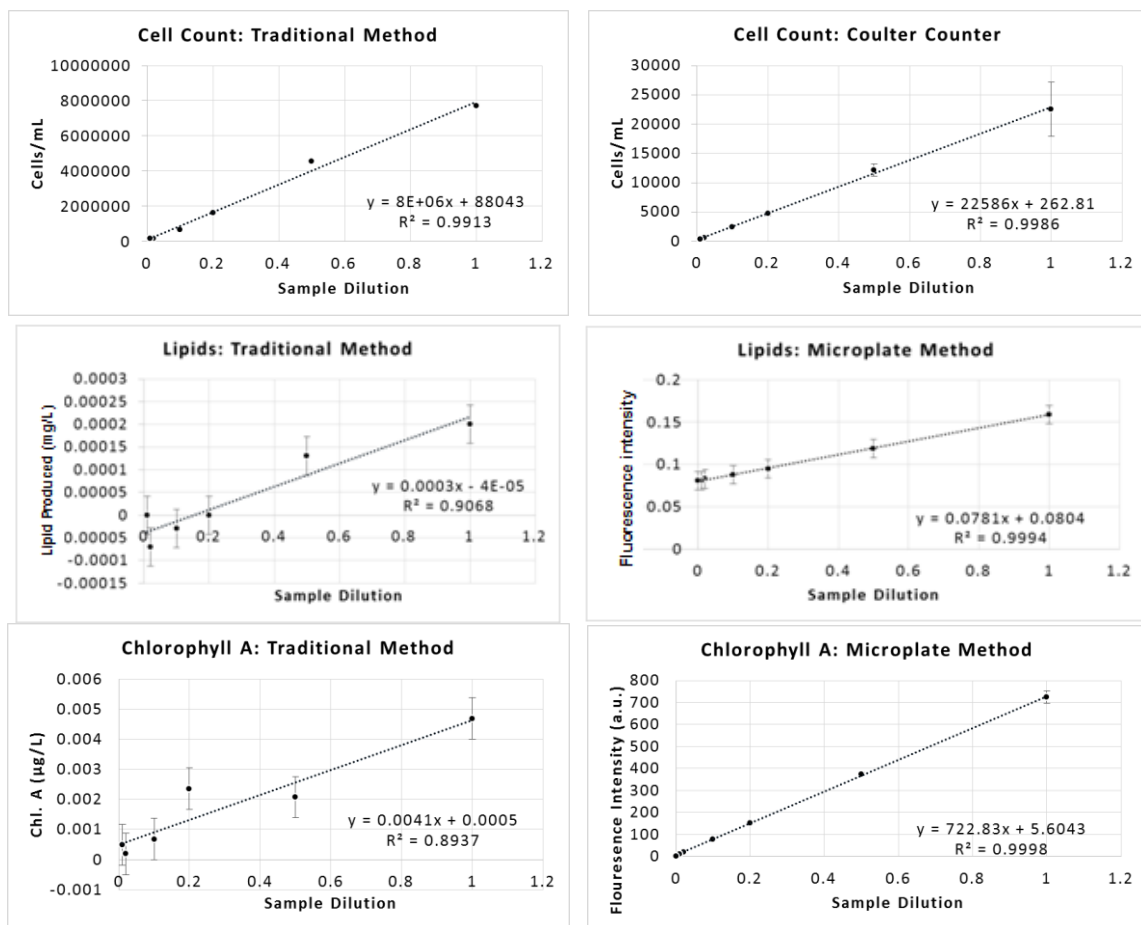 Cell Count: Traditional Method
10000000
8000000
6000000
4000000
2000000
0
Cells/mL
y = 8E+06x + 88043
R² = 0.9913
0 0.2 0.4 0.6 0.8 1 1.2
Sample Dilution
Cell Count: Coulter Counter
30000
25000
20000
15000
10000
5000
0
Cells/mL
y = 22586x + 262.81
R² = 0.9986
0 0.2 0.4 0.6 0.8 1 1.2
Sample Dilution
Lipids: Traditional Method
0.0003
0.00025
0.0002
0.00015
0.0001
0.00005
0
0.00005
-0.0001
-0.00015
Lipid Produced (mg/L)
y = 0.0003x - 4E-05
R² = 0.9068
0 0.2 0.4 0.6 0.8 1 1.2
Sample Dilution
Lipids: Microplate Method
0.2
0.15
0.1
0.05
0
Fluorescence intensity
y = 0.0781x + 0.0804
R² = 0.9994
0 0.2 0.4 0.6 0.8 1 1.2
Sample Dilution
Chlorophyll A: Traditional Method
0.006
0.005
0.004
0.003
0.002
0.001
0
-0.001
Chl. A (µg/L)
y = 0.0041x + 0.0005
R² = 0.8937
0 0.2 0.4 0.6 0.8 1 1.2
Sample Dilution
Chlorophyll A: Microplate Method
800
700
600
500
400
300
200
100
0
Flouresence Intensity (a.u.)
y = 722.83x + 5.6043
R² = 0.9998
0 0.2 0.4 0.6 0.8 1 1.2
Sample Dilution